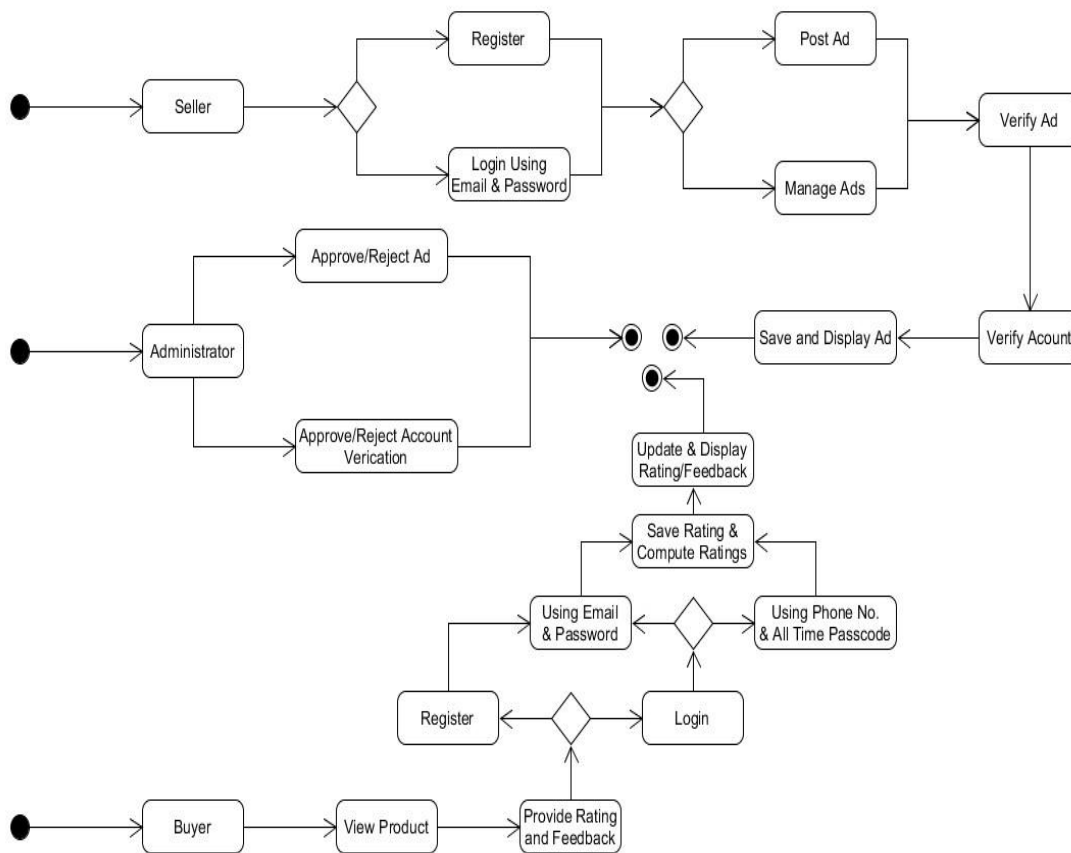 Register
Post Ad
Seller
Verify Ad
Login Using
Email & Password
Manage Ads
Approve/Reject Ad
Administrator
Save and Display Ad
Verify Acount
Approve/Reject Account
Verication
Update & Display
Rating/Feedback
Save Rating &
Compute Ratings
Using Email
& Password
Using Phone No.
& All Time Passcode
Register
Login
Buyer
View Product
Provide Rating
and Feedback